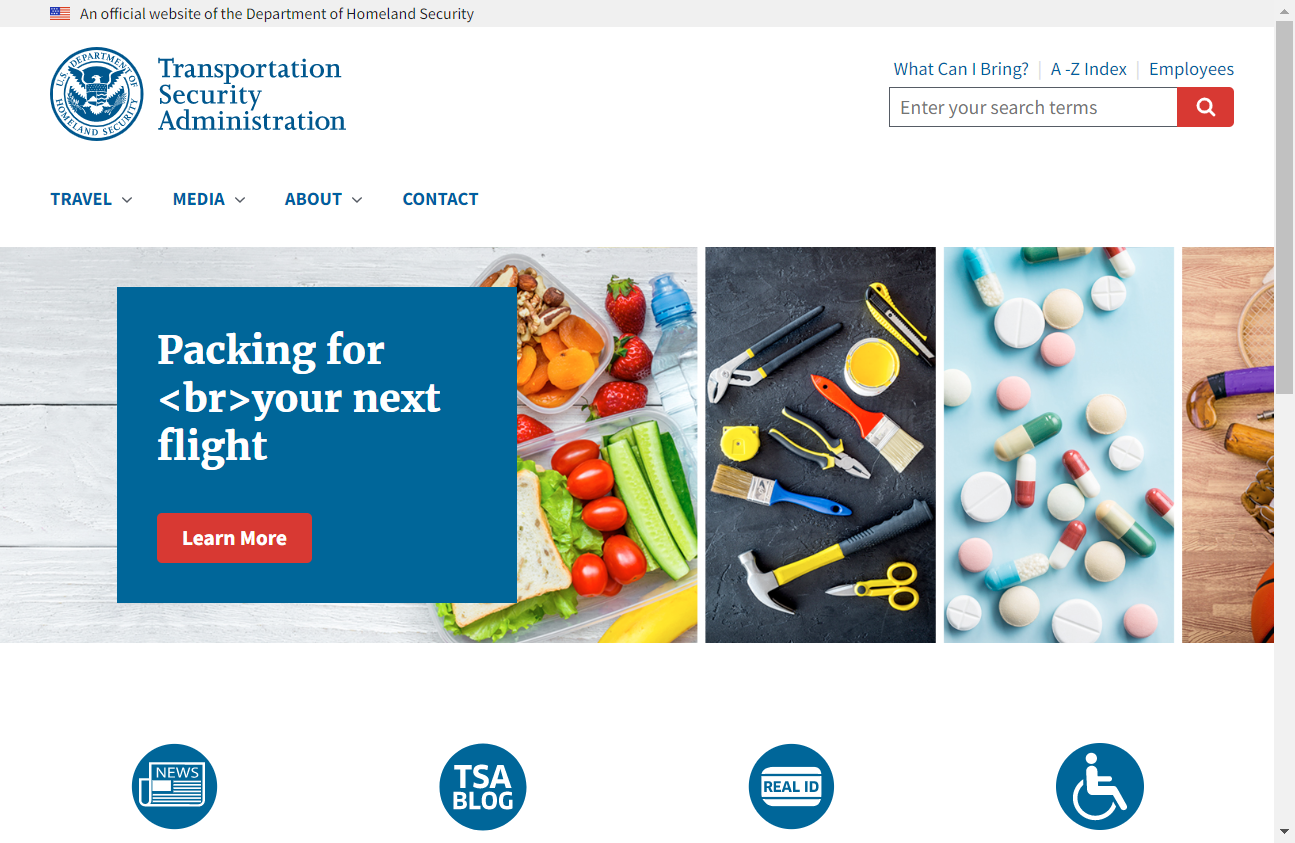 An official website of the Department of Homeland Security
U.S. DEPARTMENT OF
HOMELAND SECURITY
Transportation
Security
Administration
What Can I Bring? | A -Z Index | Employees
Enter your search terms
TRAVEL MEDIA ABOUT CONTACT
Packing for
<br>your next
flight
Learn More
NEWS
TSA
BLOG
REAL ID